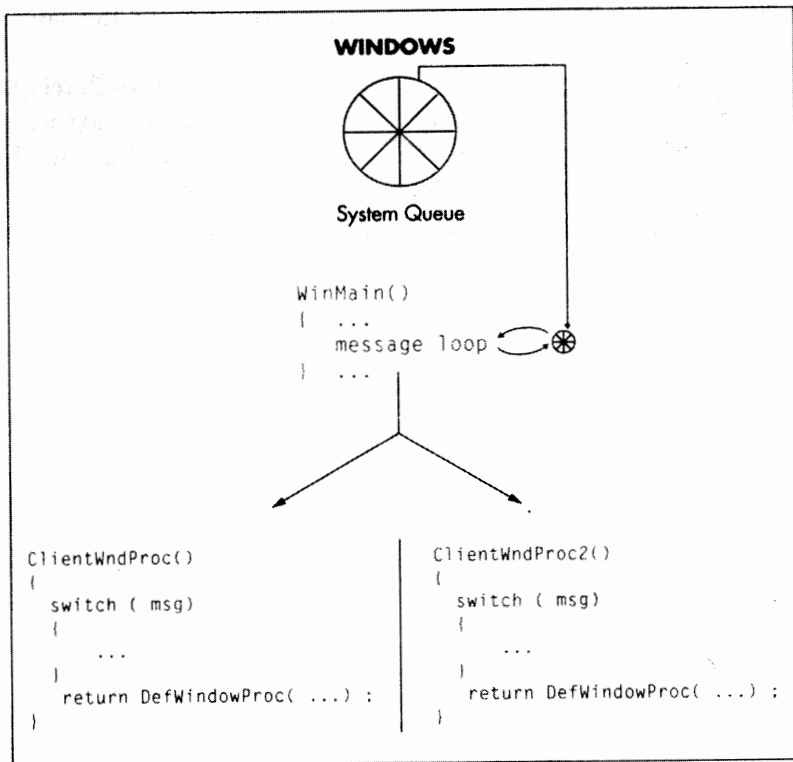 WINDOWS
System Queue
WinMain()
{ ...
message loop
} ...
ClientWndProc()
{
switch ( msg)
{
...
}
return DefWindowProc( ...) ;
}
ClientWndProc2()
{
switch ( msg)
{
...
}
return DefWindowProc( ...) ;
}